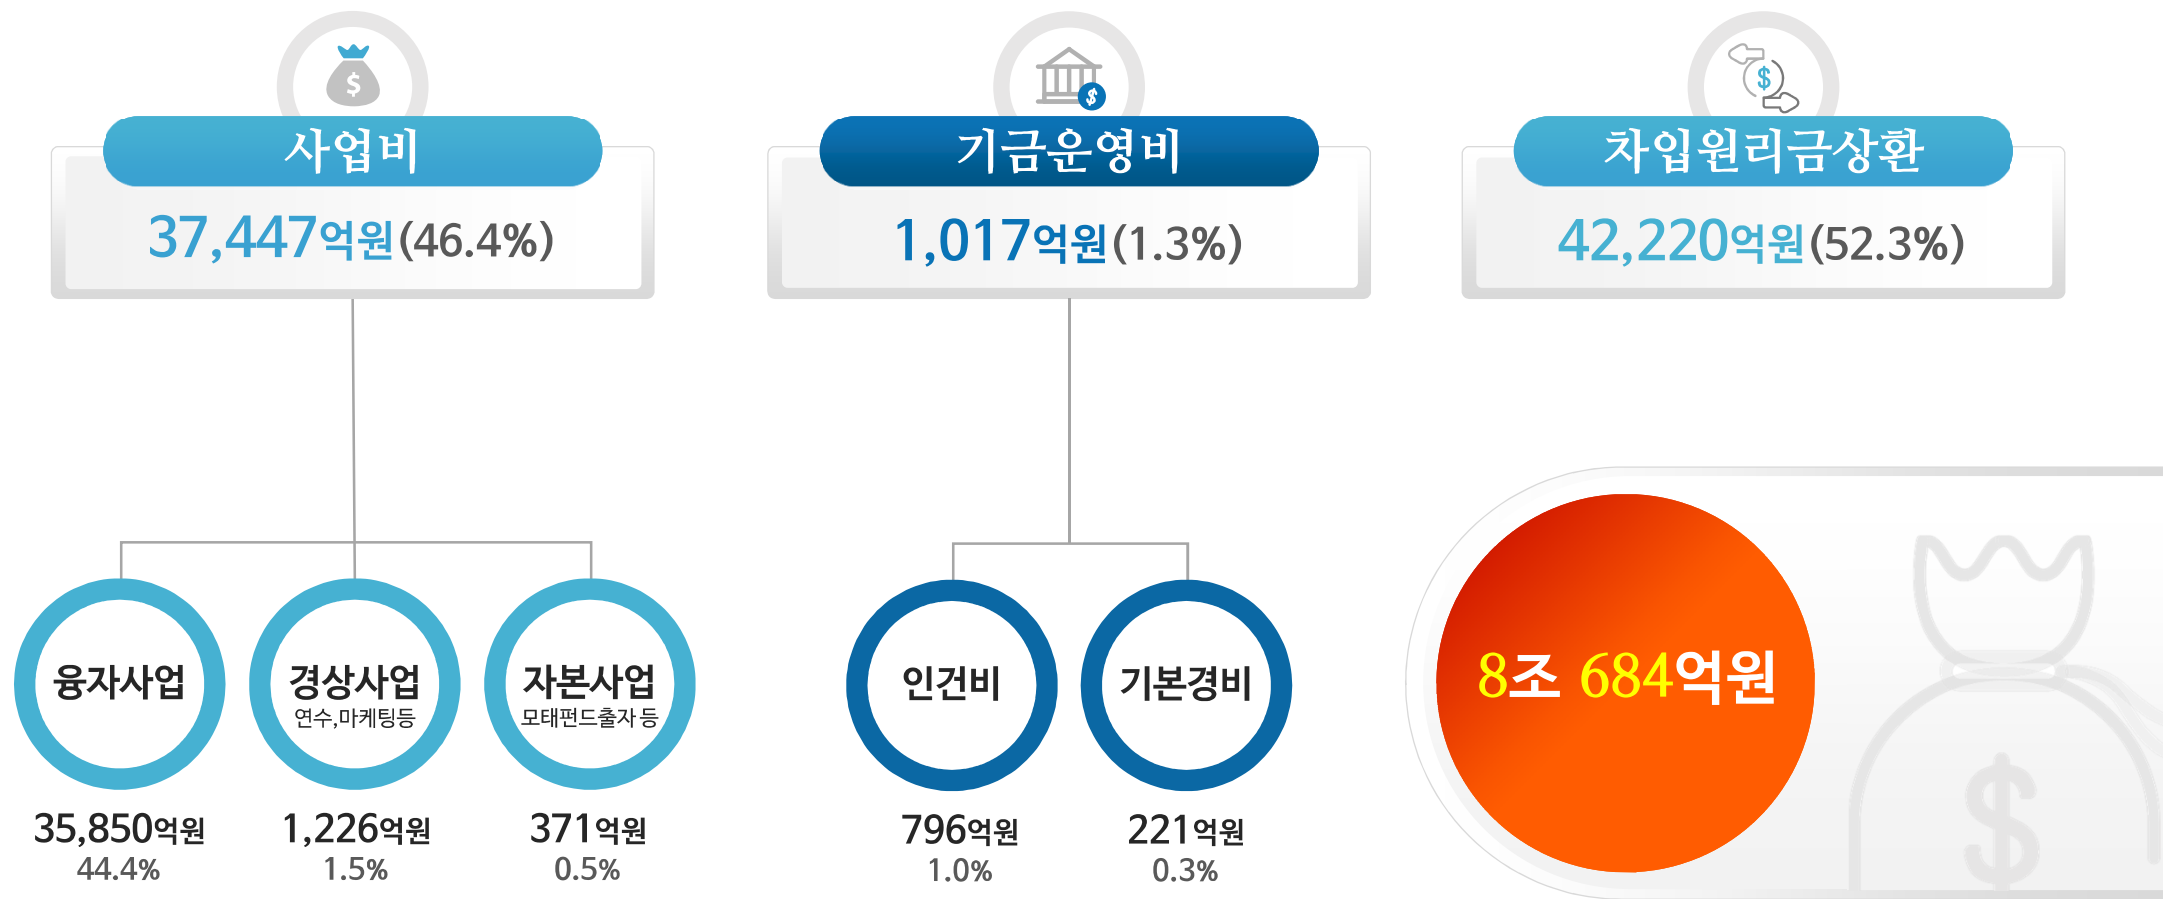 사업비
37,447억원(46.4%)
기금운영비
1,017억원(1.3%)
차입원리금상환
42,220억원(52.3%)
융자사업
35,850억원
44.4%
경상사업
연수,마케팅등
1,226억원
1.5%
자본사업
모태펀드출자 등
371억원
0.5%
인건비
796억원
1.0%
기본경비
221억원
0.3%
8조 684억원